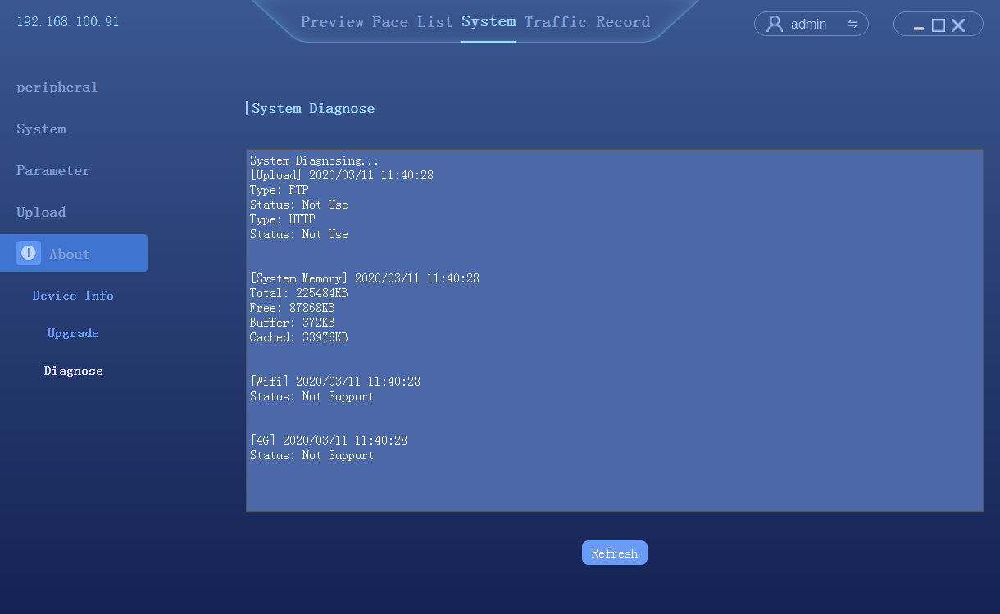 192.168.100.91
Preview Face List System Traffic Record
admin
peripheral
System
Parameter
Upload
About
Device Info
Upgrade
Diagnose
System Diagnose
System Diagnosing...
[Upload] 2020/03/11 11:40:28
Type: FTP
Status: Not Use
Type: HTTP
Status: Not Use
[System Memory] 2020/03/11 11:40:28
Total: 225484KB
Free: 87868KB
Buffer: 372KB
Cached: 33976KB
[Wifi] 2020/03/11 11:40:28
Status: Not Support
[4G] 2020/03/11 11:40:28
Status: Not Support
Refresh